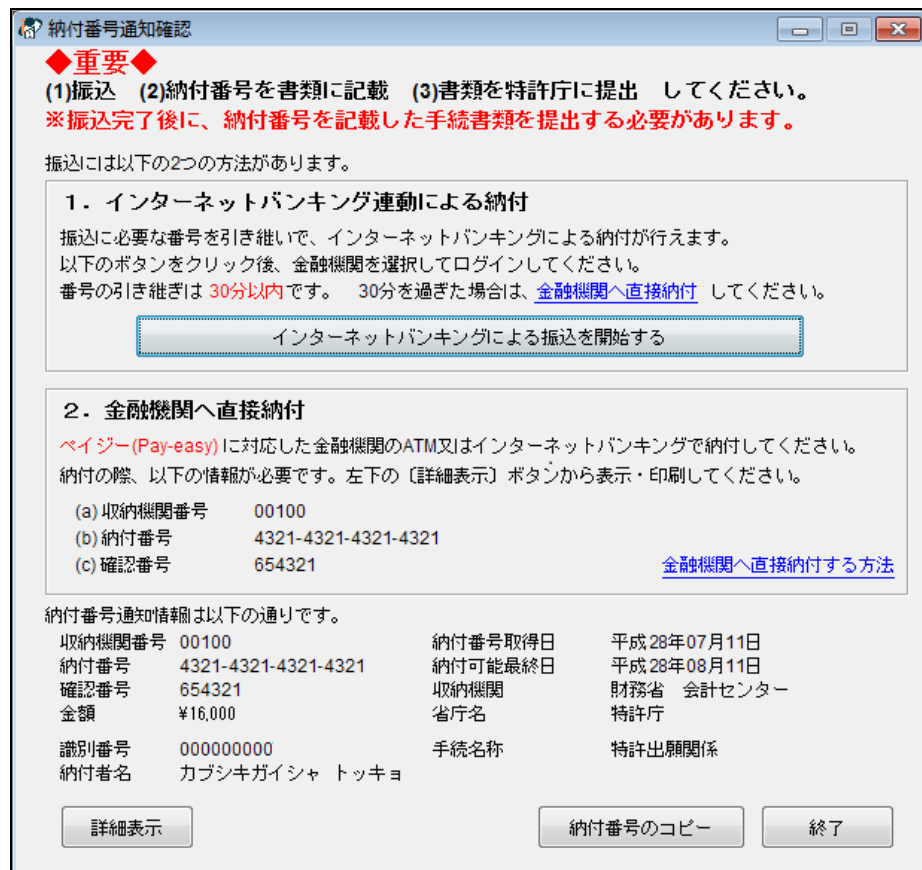 納付番号通知確認
◆重要◆
(1)振込　(2)納付番号を書類に記載　(3)書類を特許庁に提出　してください。
※振込完了後に、納付番号を記載した手続書類を提出する必要があります。
振込には以下の2つの方法があります。
１．インターネットバンキング連動による納付
振込に必要な番号を引き継いで、インターネットバンキングによる納付が行えます。
以下のボタンをクリック後、金融機関を選択してログインしてください。
番号の引き継ぎは 30分以内です。　30分を過ぎた場合は、金融機関へ直接納付　してください。
インターネットバンキングによる振込を開始する
２．金融機関へ直接納付
ペイジー(Pay-easy)に対応した金融機関のATM又はインターネットバンキングで納付してください。
納付の際、以下の情報が必要です。左下の〔詳細表示〕ボタンから表示・印刷してください。
(a) 収納機関番号　00100
(b) 納付番号　4321-4321-4321-4321
(c) 確認番号　654321　金融機関へ直接納付する方法
納付番号通知情報は以下の通りです。
収納機関番号　00100　納付番号取得日　平成28年07月11日
納付番号　4321-4321-4321-4321　納付可能最終日　平成28年08月11日
確認番号　654321　収納機関　財務省　会計センター
金額　¥16,000　省庁名　特許庁
識別番号　000000000　手続名称　特許出願関係
納付者名　カブシキガイシャ　トッキョ
詳細表示　納付番号のコピー　終了